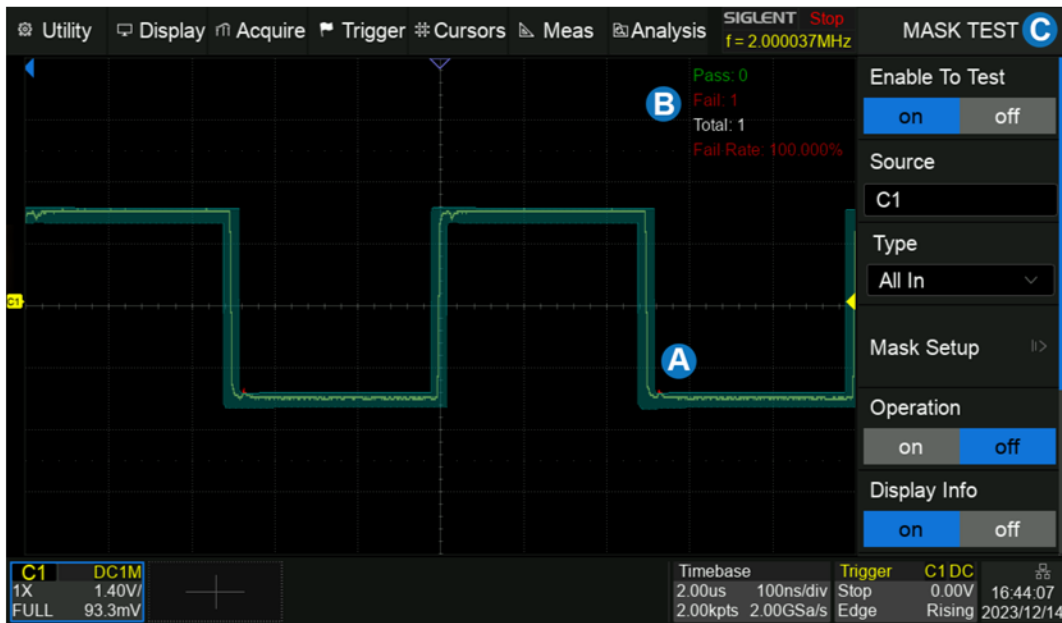 Utility Display Acquire Trigger Cursors Meas Analysis SIGLENT Stop MASK TEST C
f = 2.000037MHz
Pass: 0
B
Fail: 1
Total: 1
Fail Rate: 100.000%
Enable To Test
on off
Source
C1
Type
All In
C1
A
Mask Setup
Operation
on off
Display Info
on off
C1 DC1M
1X 1.40V/
FULL 93.3mV
Timebase
2.00us 100ns/div
2.00kpts 2.00GSa/s
Trigger C1 DC
Stop 0.00V
Edge Rising
16:44:07
2023/12/14